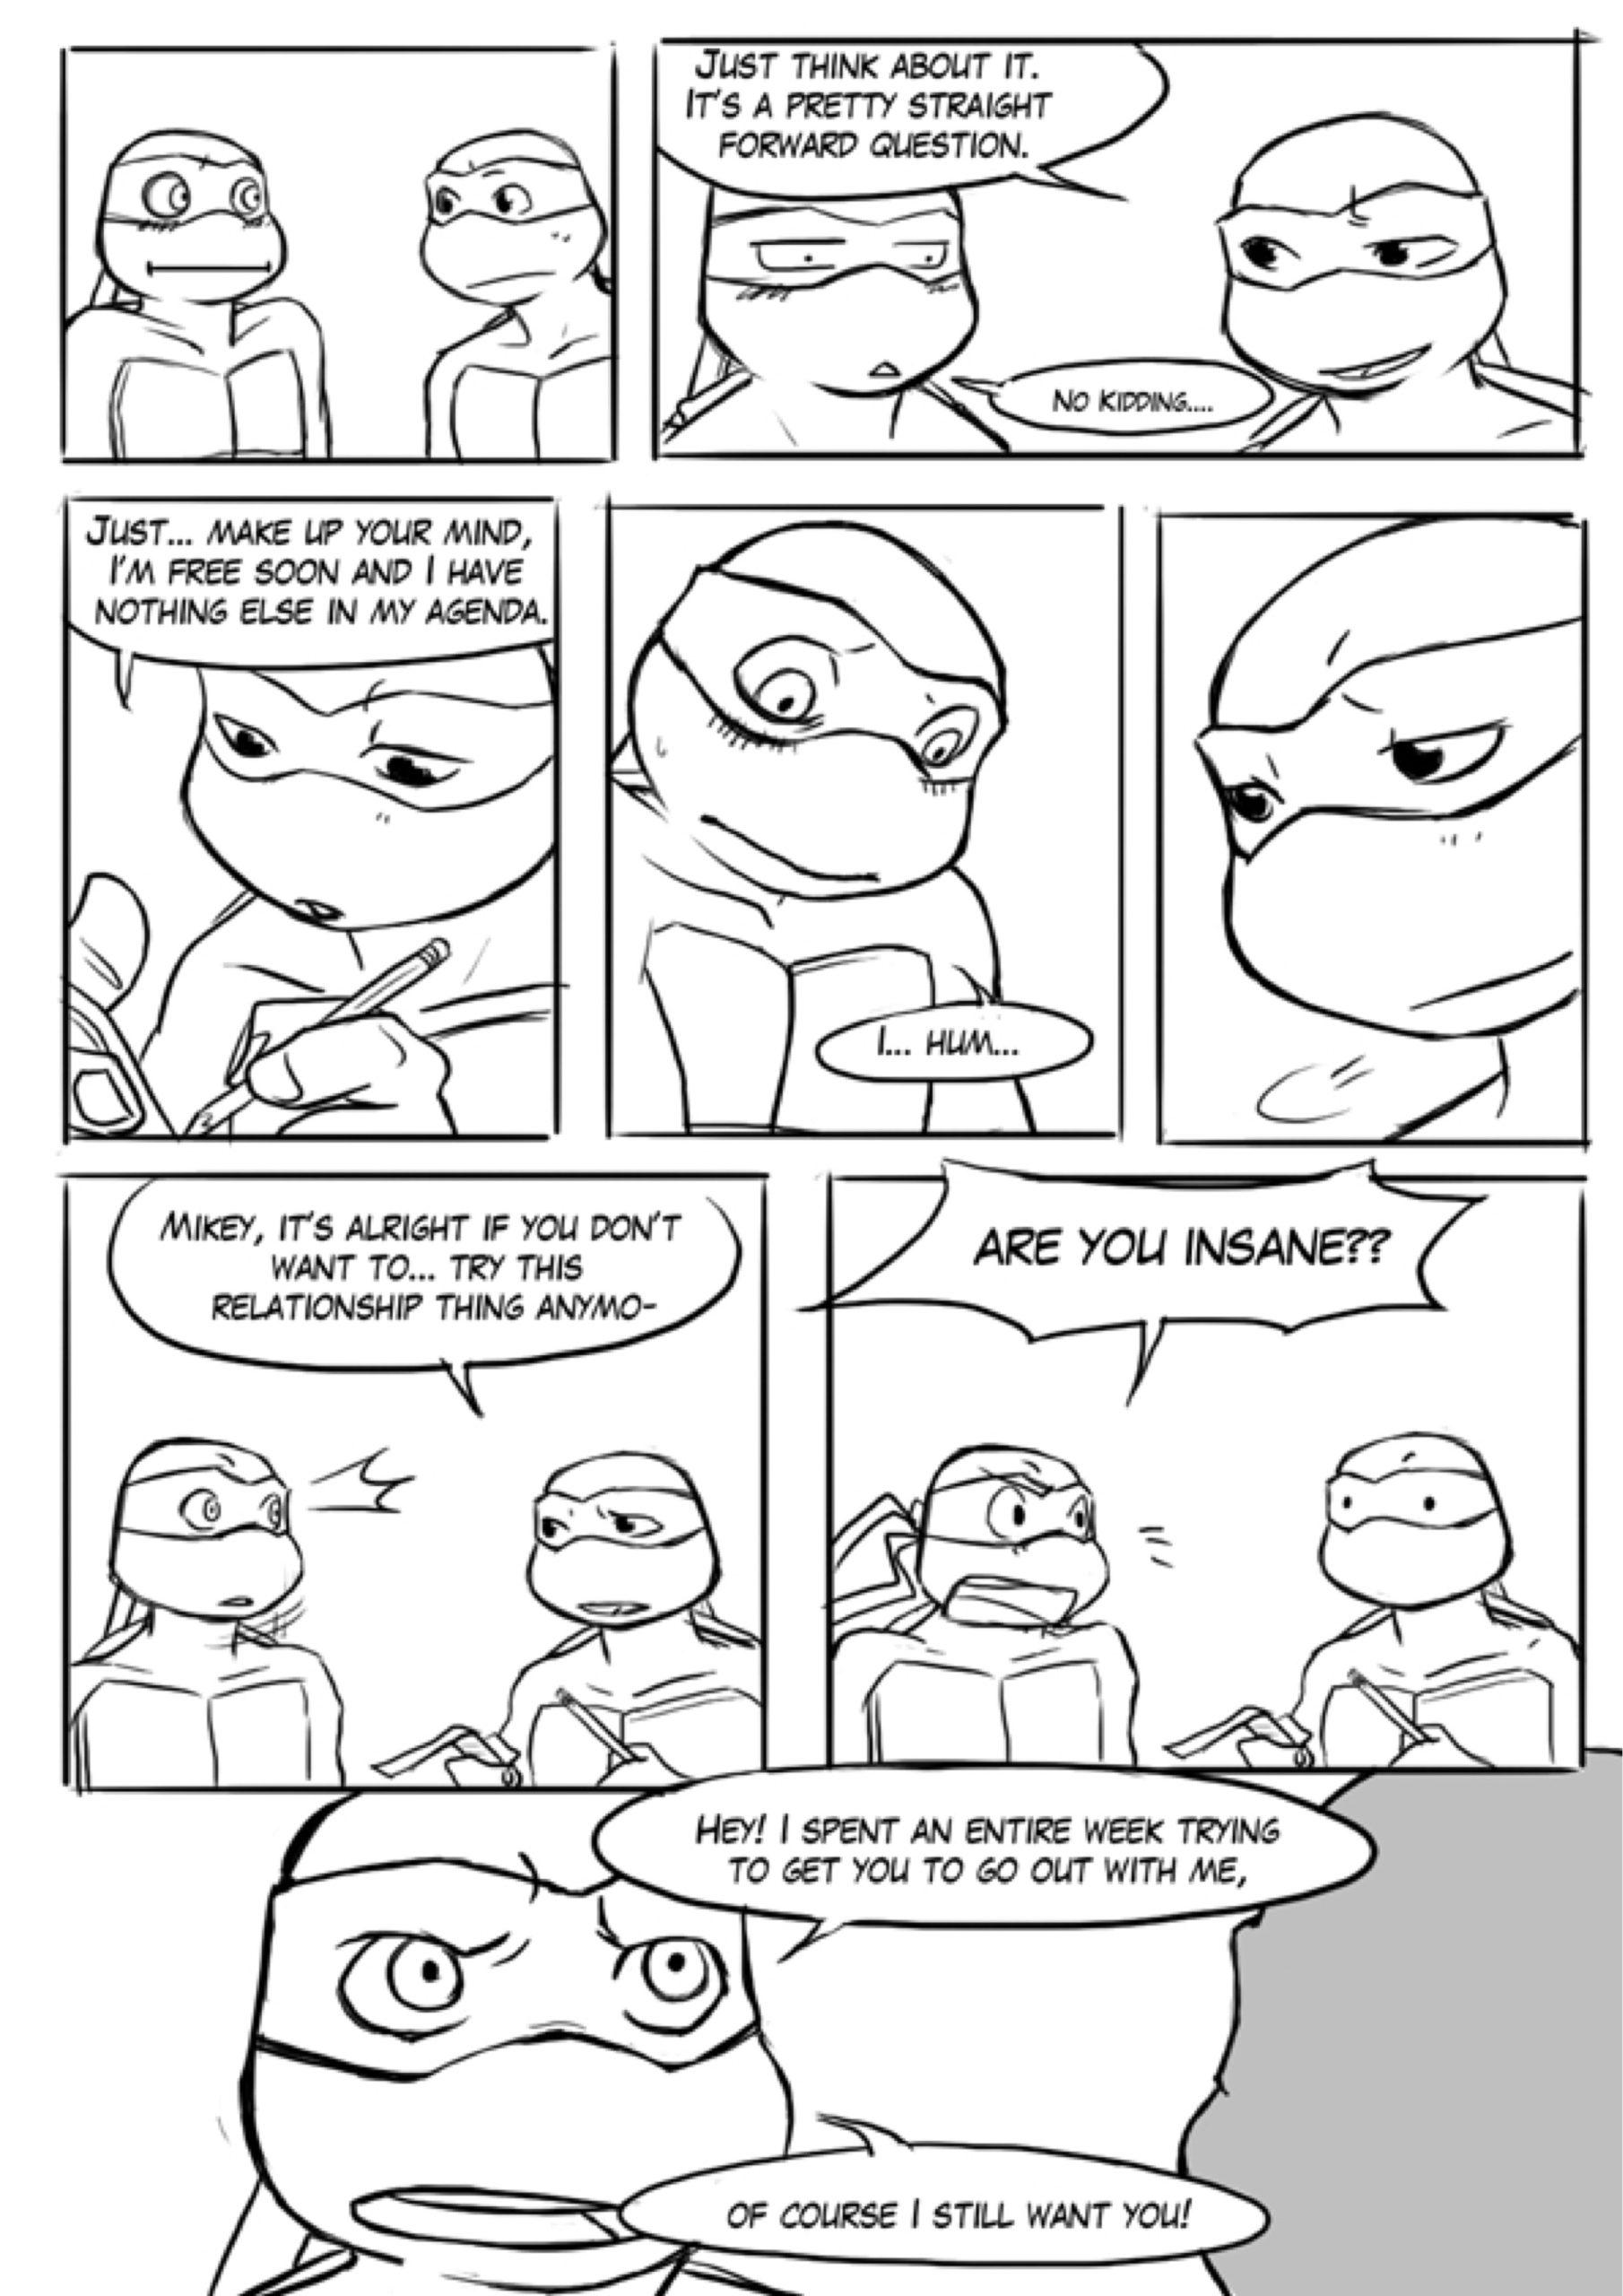 JUST THINK ABOUT IT.
IT'S A PRETTY STRAIGHT
FORWARD QUESTION.
NO KIDDING....
JUST... MAKE UP YOUR MIND,
I'M FREE SOON AND I HAVE
NOTHING ELSE IN MY AGENDA.
I... HUM...
MIKEY, IT'S ALRIGHT IF YOU DON'T
WANT TO... TRY THIS
RELATIONSHIP THING ANYMO-
ARE YOU INSANE??
HEY! I SPENT AN ENTIRE WEEK TRYING
TO GET YOU TO GO OUT WITH ME,
OF COURSE I STILL WANT YOU!